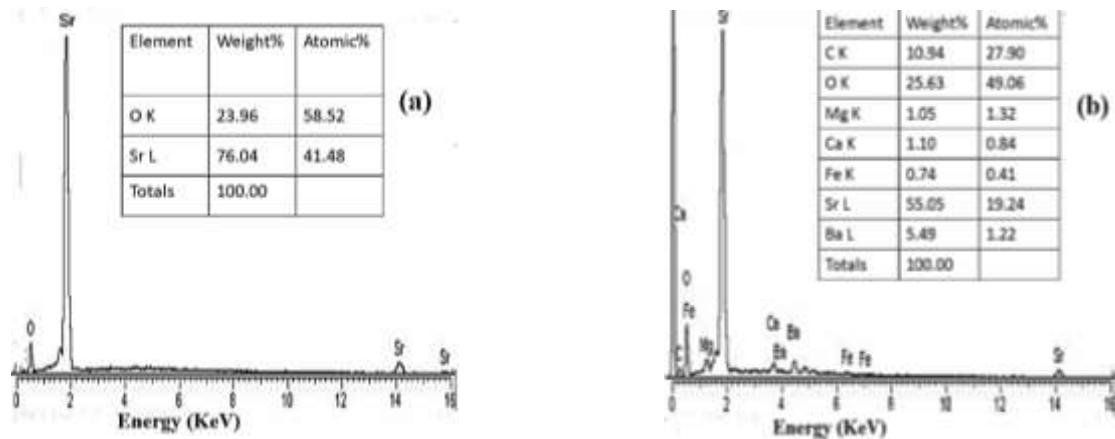 Sr
Element Weight% Atomic%
O K 23.96 58.52
Sr L 76.04 41.48
Totals 100.00
(a)
O
Sr
Sr
0 2 4 6 8 10 12 14 16
Energy (KeV)
Sr
Element Weight% Atomic%
C K 10.94 27.90
O K 25.63 49.06
Mg K 1.05 1.32
Ca K 1.10 0.84
Fe K 0.74 0.41
Sr L 55.05 19.24
Ba L 5.49 1.22
Totals 100.00
(b)
Ca
O
Fe
C
Mg
Ca
Ba
Ba
Fe Fe
Sr
0 2 4 6 8 10 12 14 16
Energy (KeV)